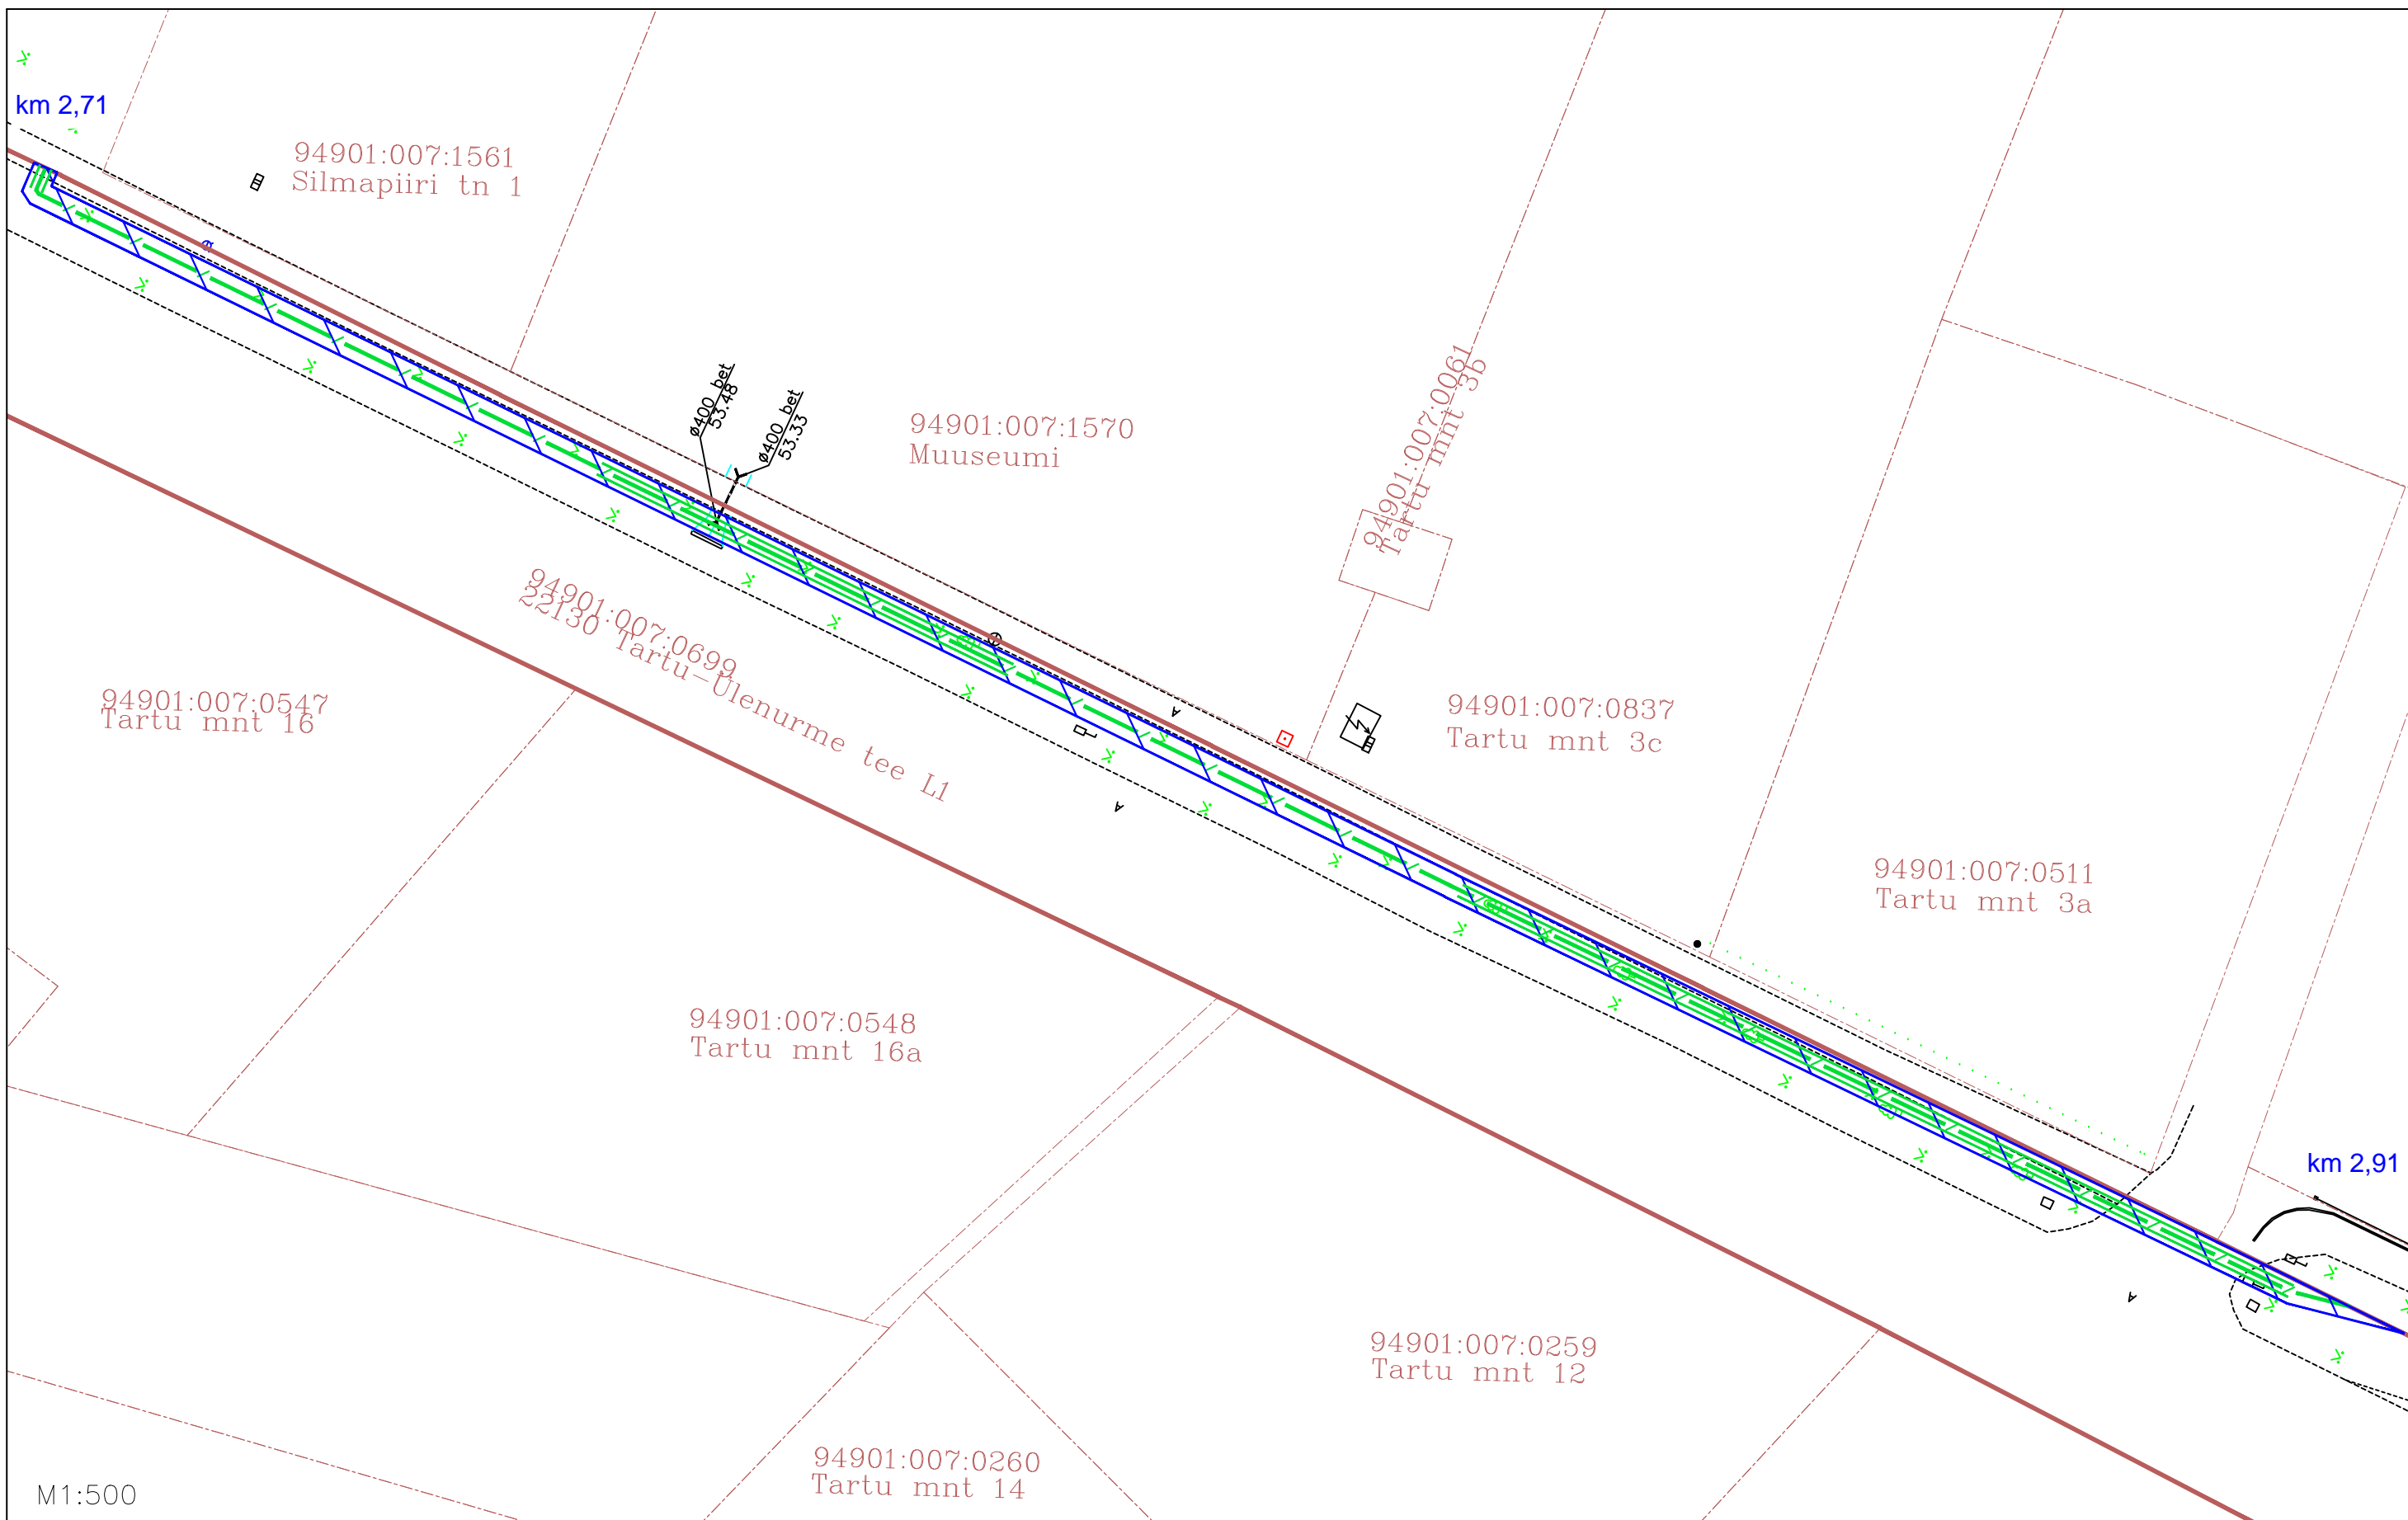 km 2,71
94901:007:1561
Silmapiiri tn 1
ø400 bet
53.48
ø400 bet
53.33
94901:007:1570
Muuseumi
94901:007:0061
Tartu mnt 3b
94901:007:0699
22130 Tartu-Ülenurme tee L1
94901:007:0547
Tartu mnt 16
94901:007:0837
Tartu mnt 3c
94901:007:0511
Tartu mnt 3a
94901:007:0548
Tartu mnt 16a
km 2,91
94901:007:0259
Tartu mnt 12
94901:007:0260
Tartu mnt 14
M1:500